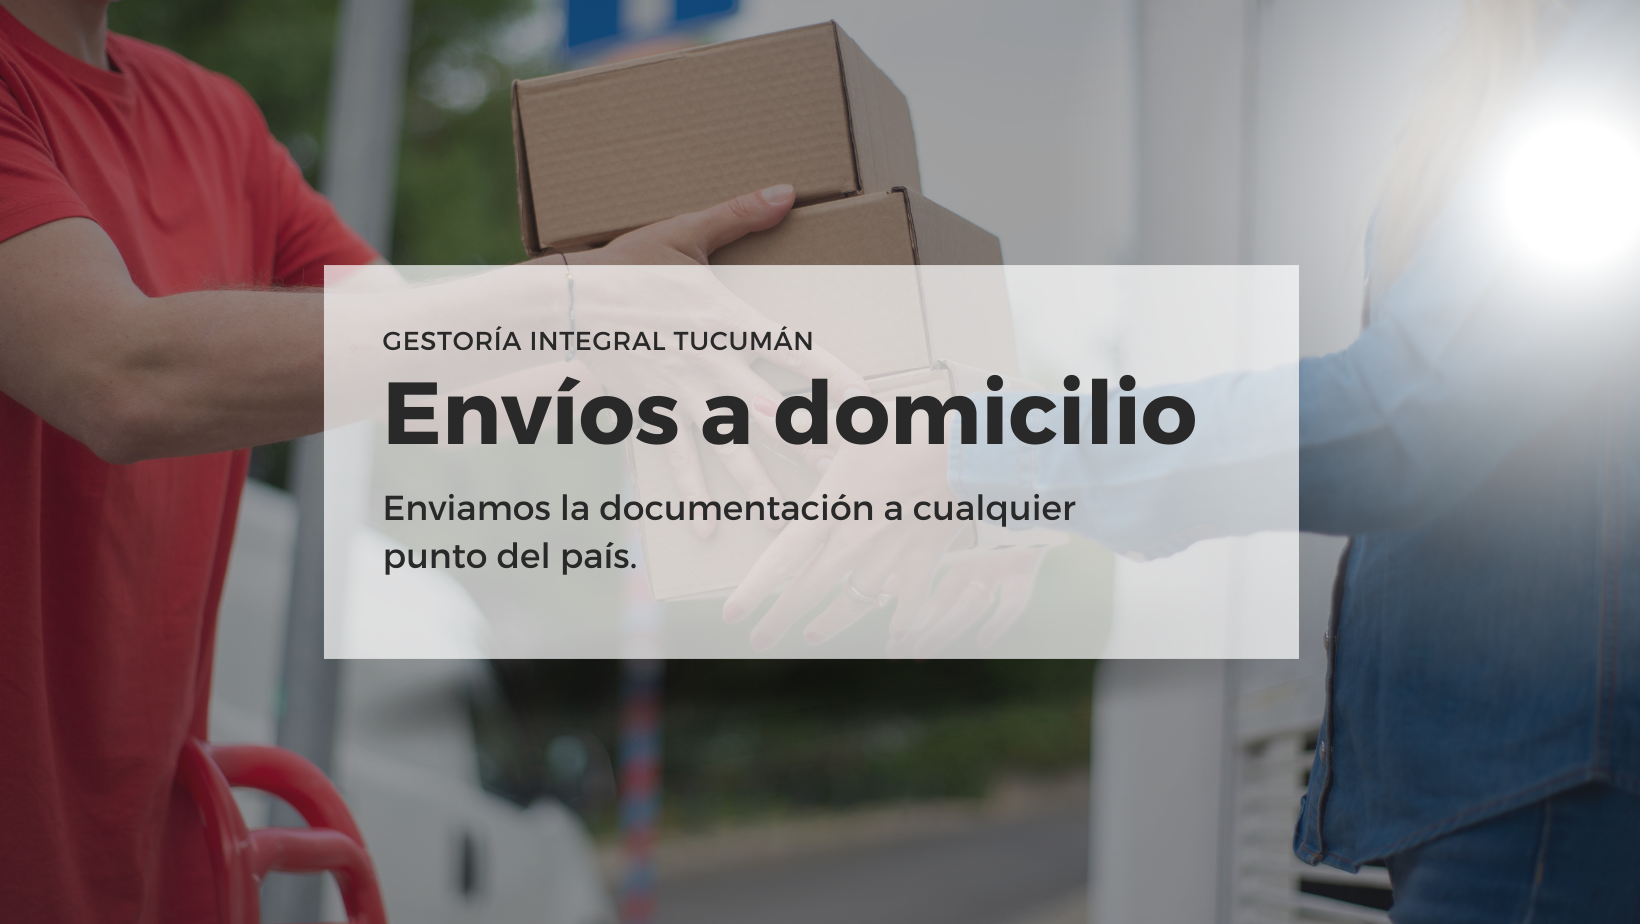 GESTORÍA INTEGRAL TUCUMÁN
Envíos a domicilio
Enviamos la documentación a cualquier
punto del país.